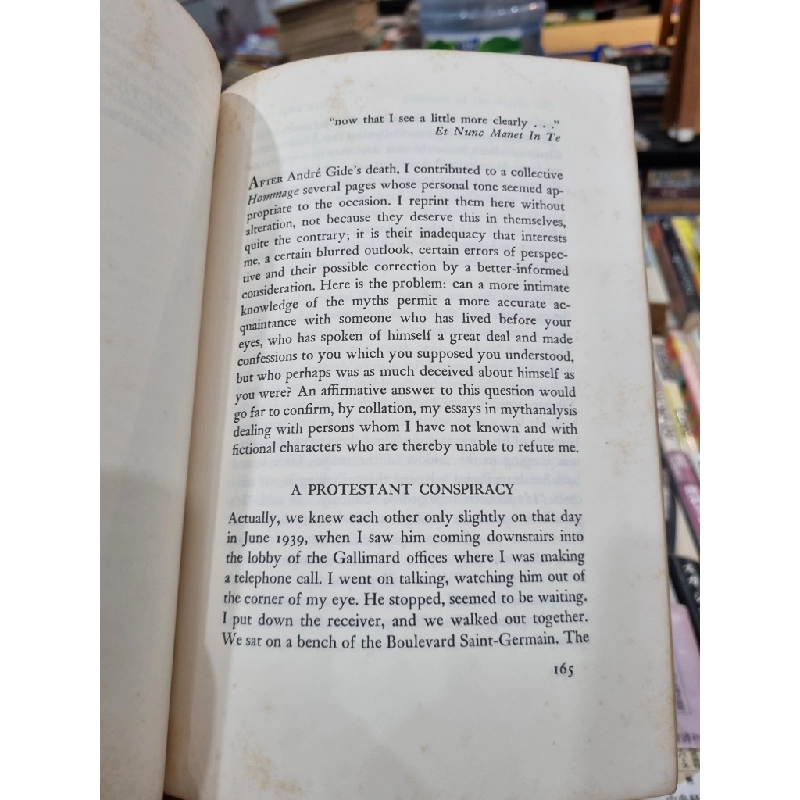 "now that I see a little more clearly . . ."
Et Nunc Manet In Te
AFTER André Gide's death, I contributed to a collective
Hommage several pages whose personal tone seemed ap-
propriate to the occasion. I reprint them here without
alteration, not because they deserve this in themselves,
quite the contrary; it is their inadequacy that interests
me, a certain blurred outlook, certain errors of perspec-
tive and their possible correction by a better-informed
consideration. Here is the problem: can a more intimate
knowledge of the myths permit a more accurate ac-
quaintance with someone who has lived before your
eyes, who has spoken of himself a great deal and made
confessions to you which you supposed you understood,
but who perhaps was as much deceived about himself as
you were? An affirmative answer to this question would
go far to confirm, by collation, my essays in mythanalysis
dealing with persons whom I have not known and with
fictional characters who are thereby unable to refute me.
A PROTESTANT CONSPIRACY
Actually, we knew each other only slightly on that day
in June 1939, when I saw him coming downstairs into
the lobby of the Gallimard offices where I was making
a telephone call. I went on talking, watching him out of
the corner of my eye. He stopped, seemed to be waiting.
I put down the receiver, and we walked out together.
We sat on a bench of the Boulevard Saint-Germain. The
165